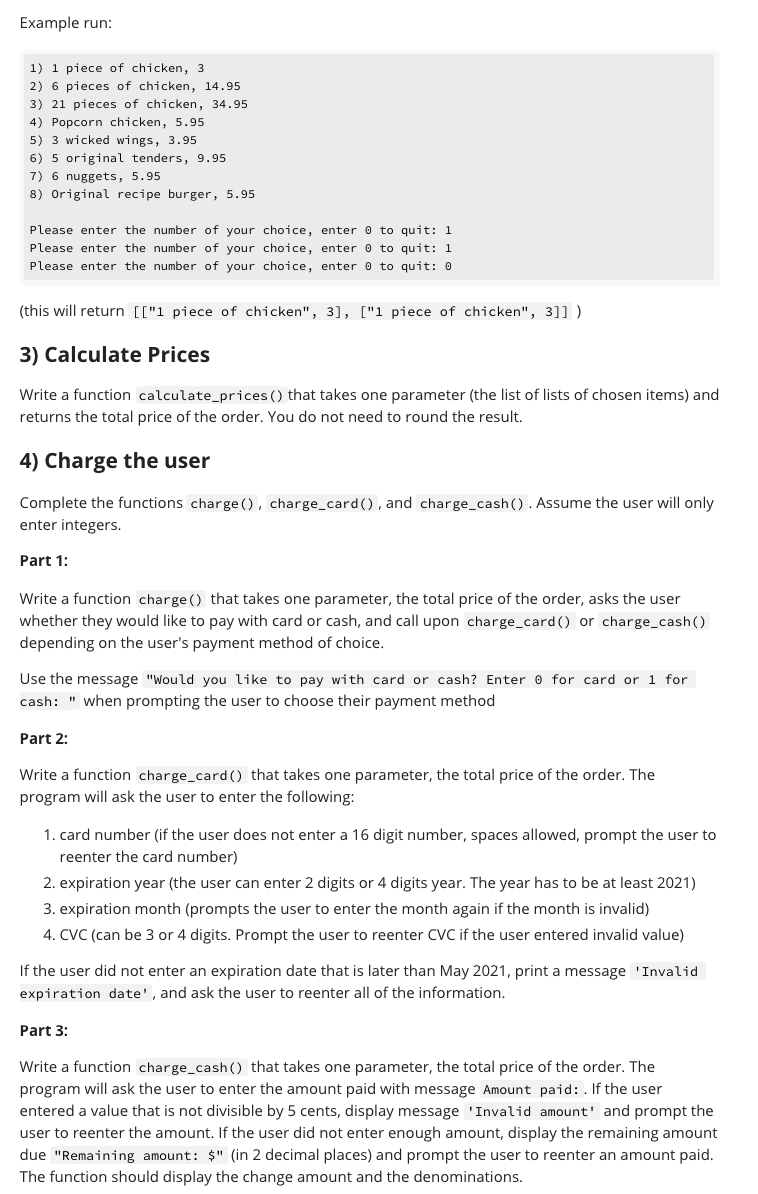 Example run:
1) 1 piece of chicken, 3
2) 6 pieces of chicken, 14.95
3) 21 pieces of chicken, 34.95
4) Popcorn chicken, 5.95
5) 3 wicked wings, 3.95
6) 5 original tenders, 9.95
7) 6 nuggets, 5.95
8) Original recipe burger, 5.95
Please enter the number of your choice, enter 0 to quit: 1
Please enter the number of your choice, enter 0 to quit: 1
Please enter the number of your choice, enter 0 to quit: 0
(this will return [["1 piece of chicken", 3], ["1 piece of chicken", 3]] )
3) Calculate Prices
Write a function calculate_prices() that takes one parameter (the list of lists of chosen items) and
returns the total price of the order. You do not need to round the result.
4) Charge the user
Complete the functions charge(), charge_card(), and charge_cash(). Assume the user will only
enter integers.
Part 1:
Write a function charge() that takes one parameter, the total price of the order, asks the user
whether they would like to pay with card or cash, and call upon charge_card() or charge_cash()
depending on the user's payment method of choice.
Use the message "Would you like to pay with card or cash? Enter 0 for card or 1 for
cash: " when prompting the user to choose their payment method
Part 2:
Write a function charge_card() that takes one parameter, the total price of the order. The
program will ask the user to enter the following:
1. card number (if the user does not enter a 16 digit number, spaces allowed, prompt the user to
reenter the card number)
2. expiration year (the user can enter 2 digits or 4 digits year. The year has to be at least 2021)
3. expiration month (prompts the user to enter the month again if the month is invalid)
4. CVC (can be 3 or 4 digits. Prompt the user to reenter CVC if the user entered invalid value)
If the user did not enter an expiration date that is later than May 2021, print a message 'Invalid
expiration date', and ask the user to reenter all of the information.
Part 3:
Write a function charge_cash() that takes one parameter, the total price of the order. The
program will ask the user to enter the amount paid with message Amount paid:. If the user
entered a value that is not divisible by 5 cents, display message 'Invalid amount' and prompt the
user to reenter the amount. If the user did not enter enough amount, display the remaining amount
due "Remaining amount: $" (in 2 decimal places) and prompt the user to reenter an amount paid.
The function should display the change amount and the denominations.